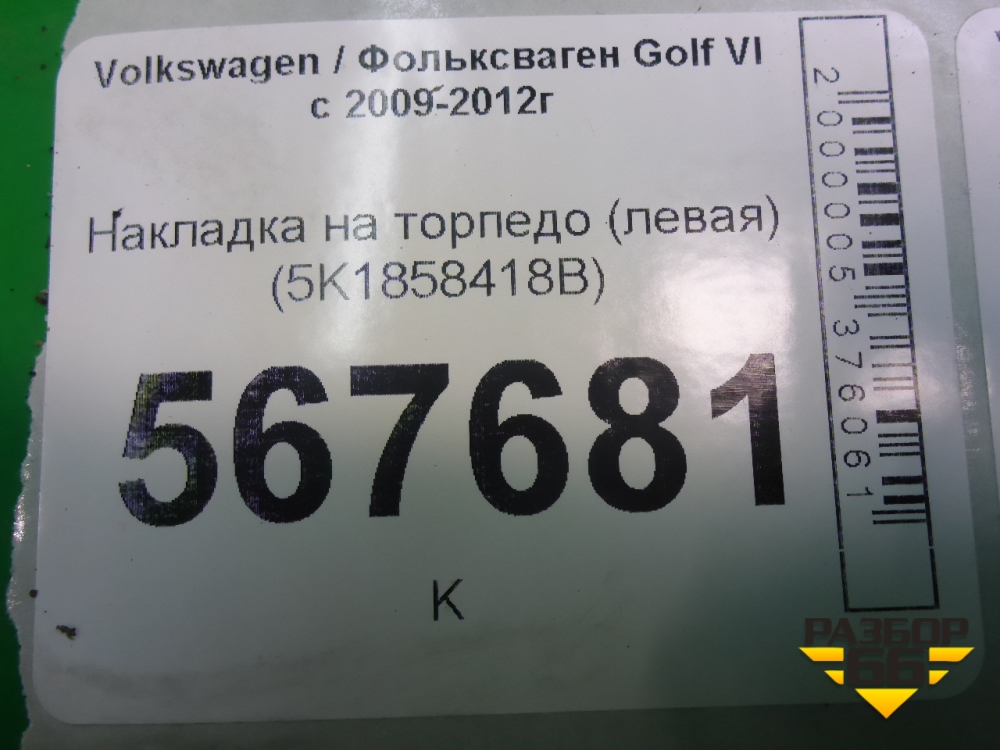 Volkswagen / Фольксваген Golf VI
с 2009-2012г
Накладка на торпедо (левая)
(5K1858418B)
567681
К
2000005376061
РАЗБОР
66